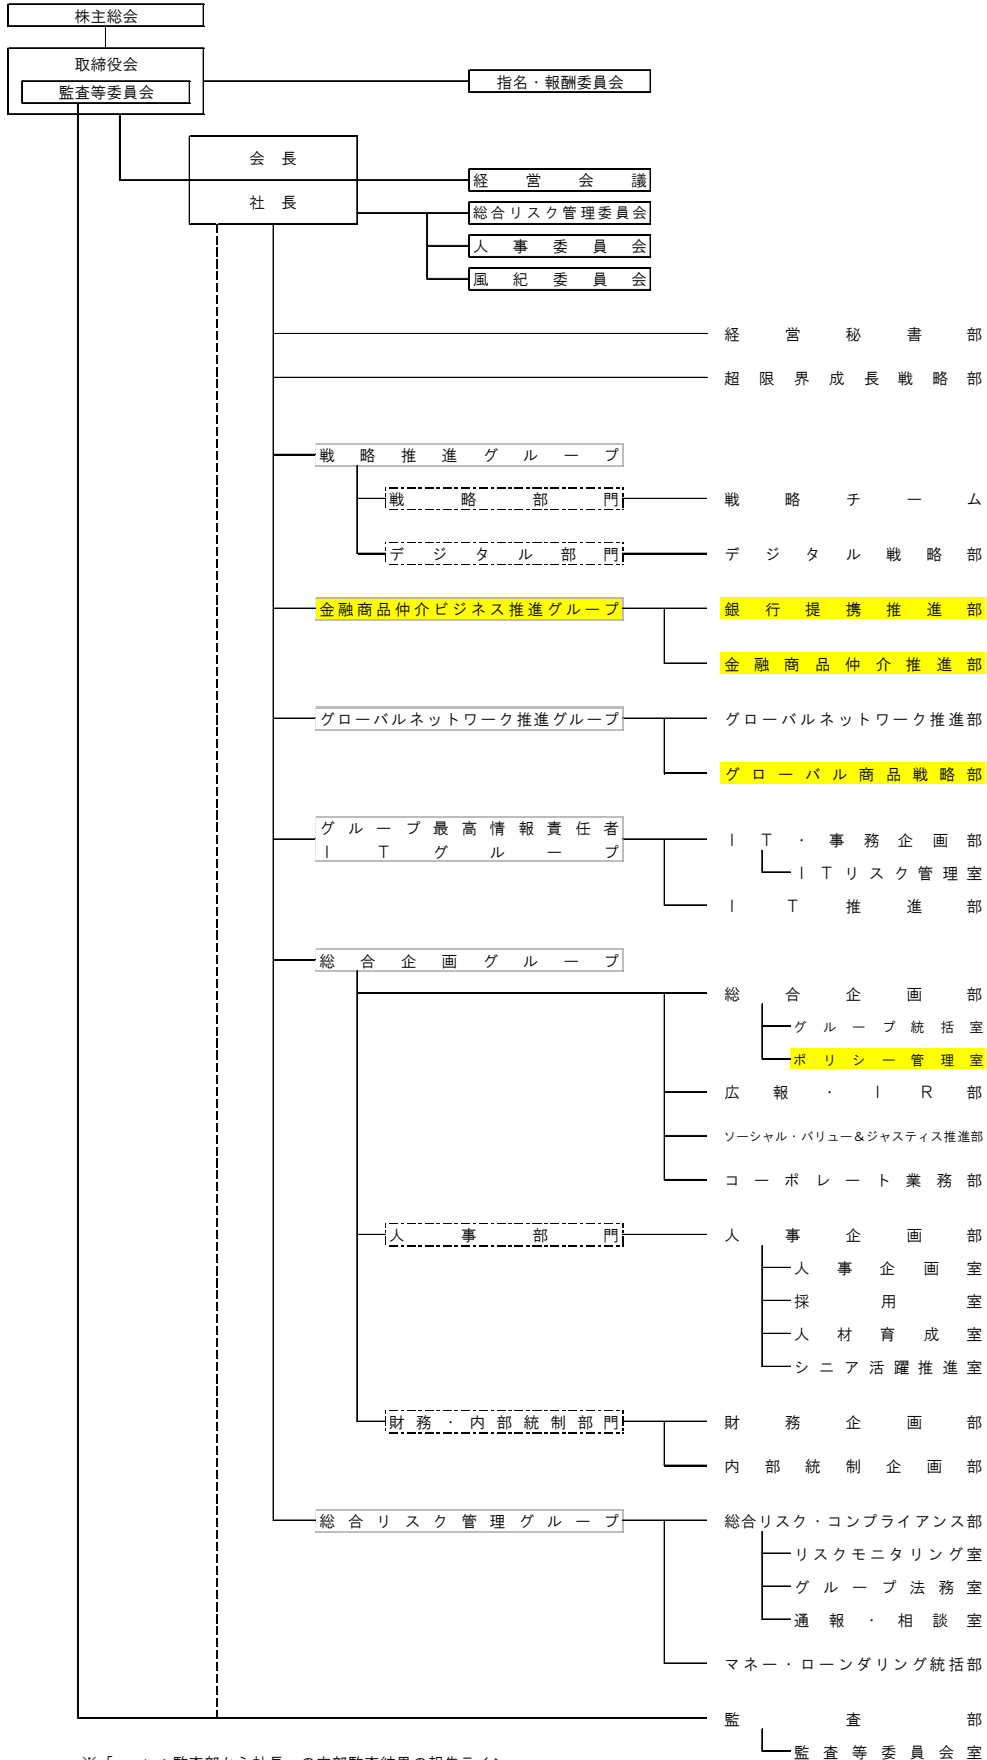 株主総会
取締役会
監査等委員会
指名・報酬委員会
会長
社長
経営会議
総合リスク管理委員会
人事委員会
風紀委員会
経営秘書部
超限界成長戦略部
戦略推進グループ
戦略部門
戦略チーム
デジタル部門
デジタル戦略部
金融商品仲介ビジネス推進グループ
銀行提携推進部
金融商品仲介推進部
グローバルネットワーク推進グループ
グローバルネットワーク推進部
グローバル商品戦略部
グループ最高情報責任者
ＩＴグループ
ＩＴ・事務企画部
ＩＴリスク管理室
ＩＴ推進部
総合企画グループ
総合企画部
グループ統括室
ポリシー管理室
広報・ＩＲ部
ソーシャル・バリュー＆ジャスティス推進部
コーポレート業務部
人事部門
人事企画部
人事企画室
採用室
人材育成室
シニア活躍推進室
財務・内部統制部門
財務企画部
内部統制企画部
総合リスク管理グループ
総合リスク・コンプライアンス部
リスクモニタリング室
グループ法務室
通報・相談室
マネー・ローンダリング統括部
監査部
監査等委員会室